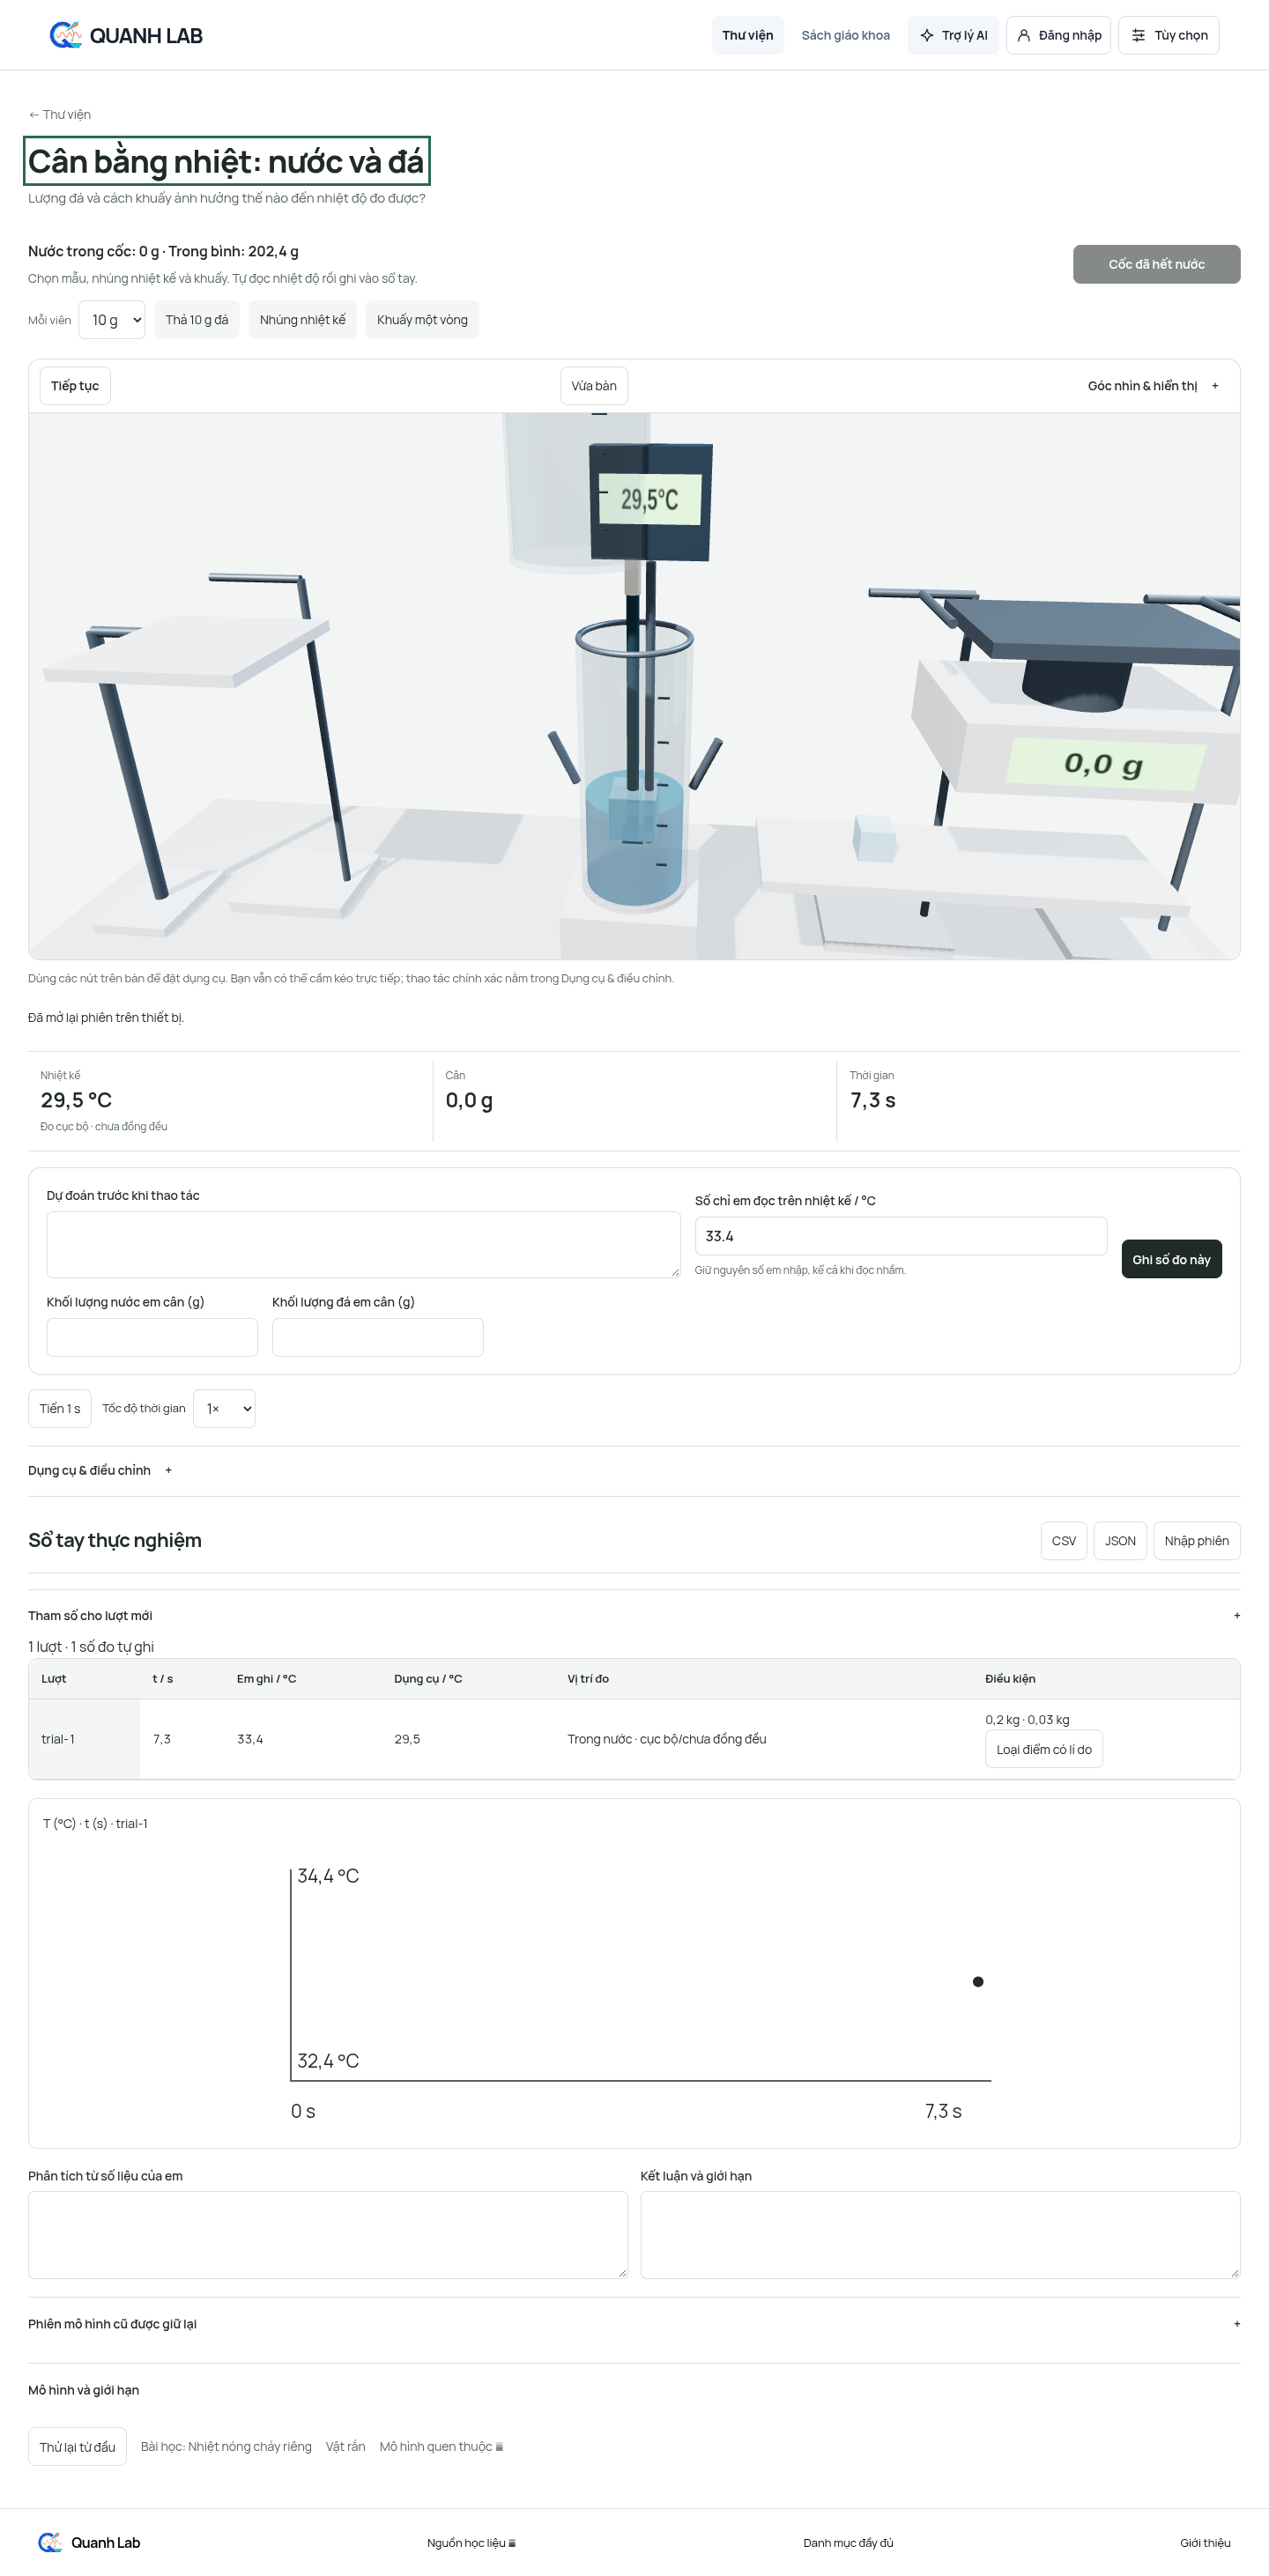 QUANH LAB
Thư viện
Sách giáo khoa
Trợ lý AI
Đăng nhập
Tùy chọn
← Thư viện
Cân bằng nhiệt: nước và đá
Lượng đá và cách khuấy ảnh hưởng thế nào đến nhiệt độ đo được?
Nước trong cốc: 0 g · Trong bình: 202,4 g
Chọn mẫu, nhúng nhiệt kế và khuấy. Tự đọc nhiệt độ rồi ghi vào sổ tay.
Cốc đã hết nước
Mỗi viên
10 g
Thả 10 g đá
Nhúng nhiệt kế
Khuấy một vòng
Tiếp tục
Vừa bàn
Góc nhìn & hiển thị +
29,5°C
0,0 g
Dùng các nút trên bàn để đặt dụng cụ. Bạn vẫn có thể cầm kéo trực tiếp; thao tác chính xác nằm trong Dụng cụ & điều chỉnh.
Đã mở lại phiên trên thiết bị.
Nhiệt kế
29,5 °C
Đo cục bộ · chưa đồng đều
Cân
0,0 g
Thời gian
7,3 s
Dự đoán trước khi thao tác
Số chỉ em đọc trên nhiệt kế / °C
33.4
Giữ nguyên số em nhập, kể cả khi đọc nhầm.
Ghi số đo này
Khối lượng nước em cân (g)
Khối lượng đá em cân (g)
Tiến 1 s
Tốc độ thời gian
1×
Dụng cụ & điều chỉnh +
Sổ tay thực nghiệm
CSV
JSON
Nhập phiên
Tham số cho lượt mới +
1 lượt · 1 số đo tự ghi
Lượt t / s Em ghi / °C Dụng cụ / °C Vị trí đo Điều kiện
trial-1 7,3 33,4 29,5 Trong nước · cục bộ/chưa đồng đều 0,2 kg · 0,03 kg
Loại điểm có lí do
T (°C) · t (s) · trial-1
34,4 °C
32,4 °C
0 s
7,3 s
Phân tích từ số liệu của em
Kết luận và giới hạn
Phiên mô hình cũ được giữ lại +
Mô hình và giới hạn
Thử lại từ đầu
Bài học: Nhiệt nóng chảy riêng
Vật rắn
Mô hình quen thuộc
Quanh Lab
Nguồn học liệu
Danh mục đầy đủ
Giới thiệu